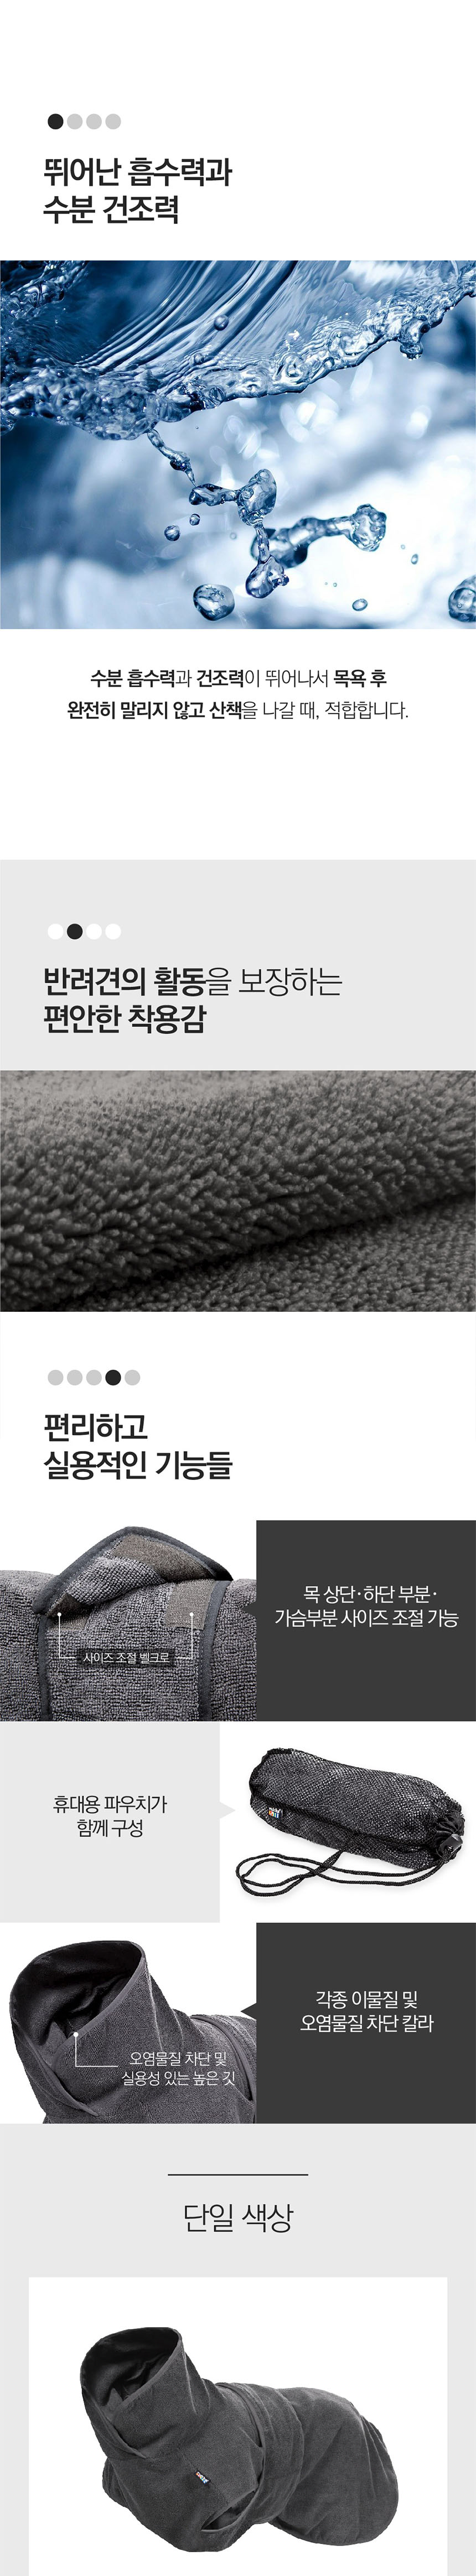 뛰어난 흡수력과
수분 건조력
수분 흡수력과 건조력이 뛰어나서 목욕 후
완전히 말리지 않고 산책을 나갈 때, 적합합니다.
반려견의 활동을 보장하는
편안한 착용감
편리하고
실용적인 기능들
사이즈 조절 벨크로
목 상단·하단 부분·
가슴부분 사이즈 조절 가능
휴대용 파우치가
함께 구성
오염물질 차단 및
실용성 있는 높은 깃
각종 이물질 및
오염물질 차단 칼라
단일 색상